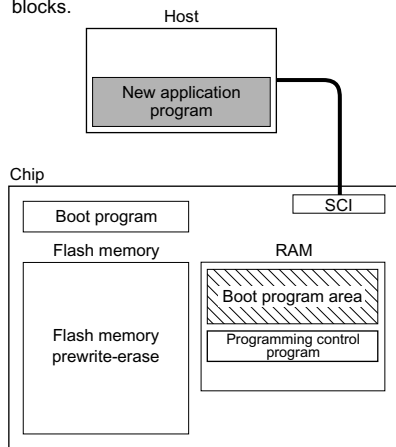 blocks.
Host
New application
program
Chip
SCI
Boot program
Flash memory
RAM
Boot program area
Flash memory
prewrite-erase
Programming control
program